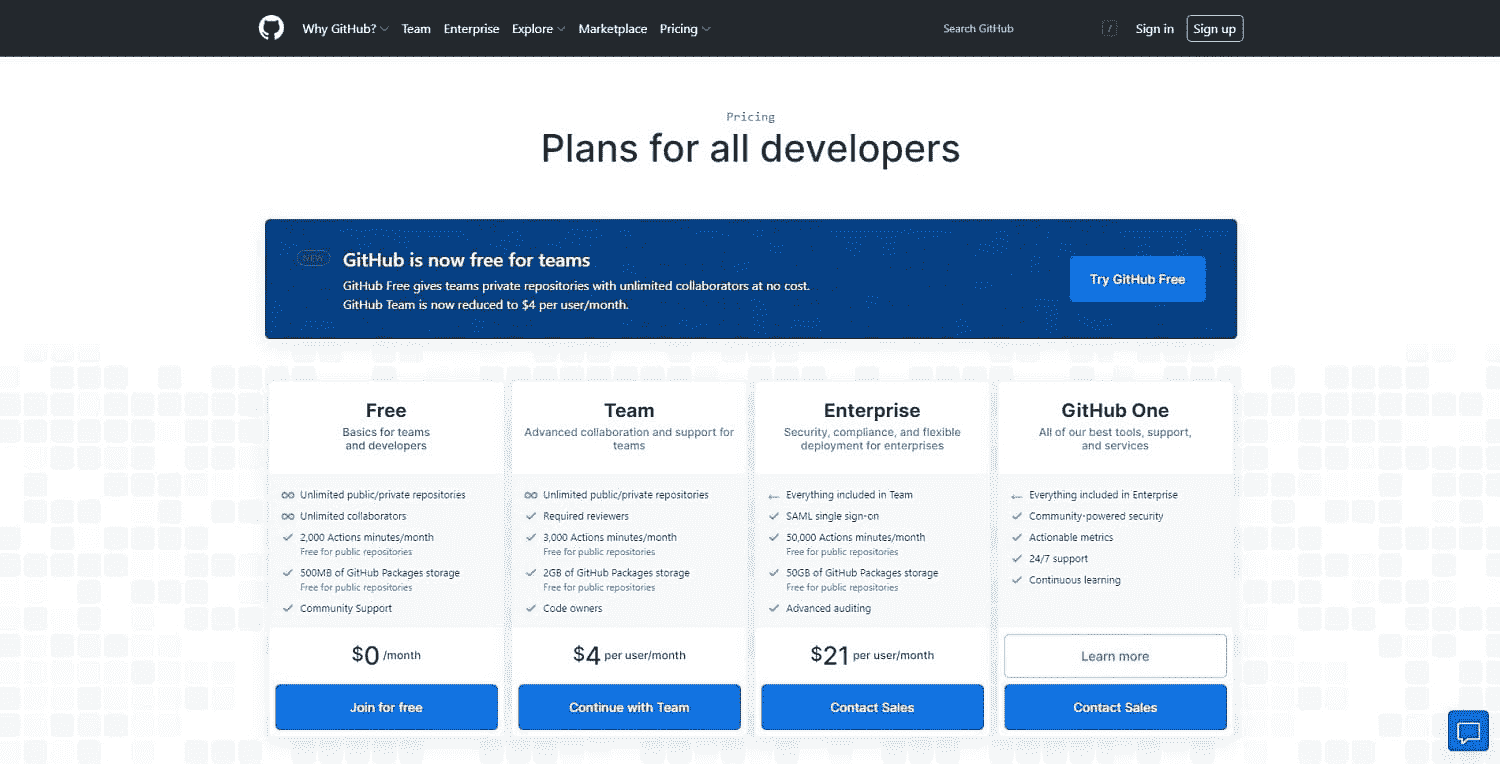 Why GitHub? Team Enterprise Explore Marketplace Pricing Search GitHub / Sign in Sign up
Pricing
Plans for all developers
NEW GitHub is now free for teams
GitHub Free gives teams private repositories with unlimited collaborators at no cost.
GitHub Team is now reduced to $4 per user/month.
Try GitHub Free
Free
Basics for teams
and developers
∞ Unlimited public/private repositories
∞ Unlimited collaborators
✓ 2,000 Actions minutes/month
Free for public repositories
✓ 500MB of GitHub Packages storage
Free for public repositories
✓ Community Support
$0 /month
Join for free
Team
Advanced collaboration and support for
teams
∞ Unlimited public/private repositories
✓ Required reviewers
✓ 3,000 Actions minutes/month
Free for public repositories
✓ 2GB of GitHub Packages storage
Free for public repositories
✓ Code owners
$4 per user/month
Continue with Team
Enterprise
Security, compliance, and flexible
deployment for enterprises
← Everything included in Team
✓ SAML single sign-on
✓ 50,000 Actions minutes/month
Free for public repositories
✓ 50GB of GitHub Packages storage
Free for public repositories
✓ Advanced auditing
$21 per user/month
Contact Sales
GitHub One
All of our best tools, support,
and services
← Everything included in Enterprise
✓ Community-powered security
✓ Actionable metrics
✓ 24/7 support
✓ Continuous learning
Learn more
Contact Sales